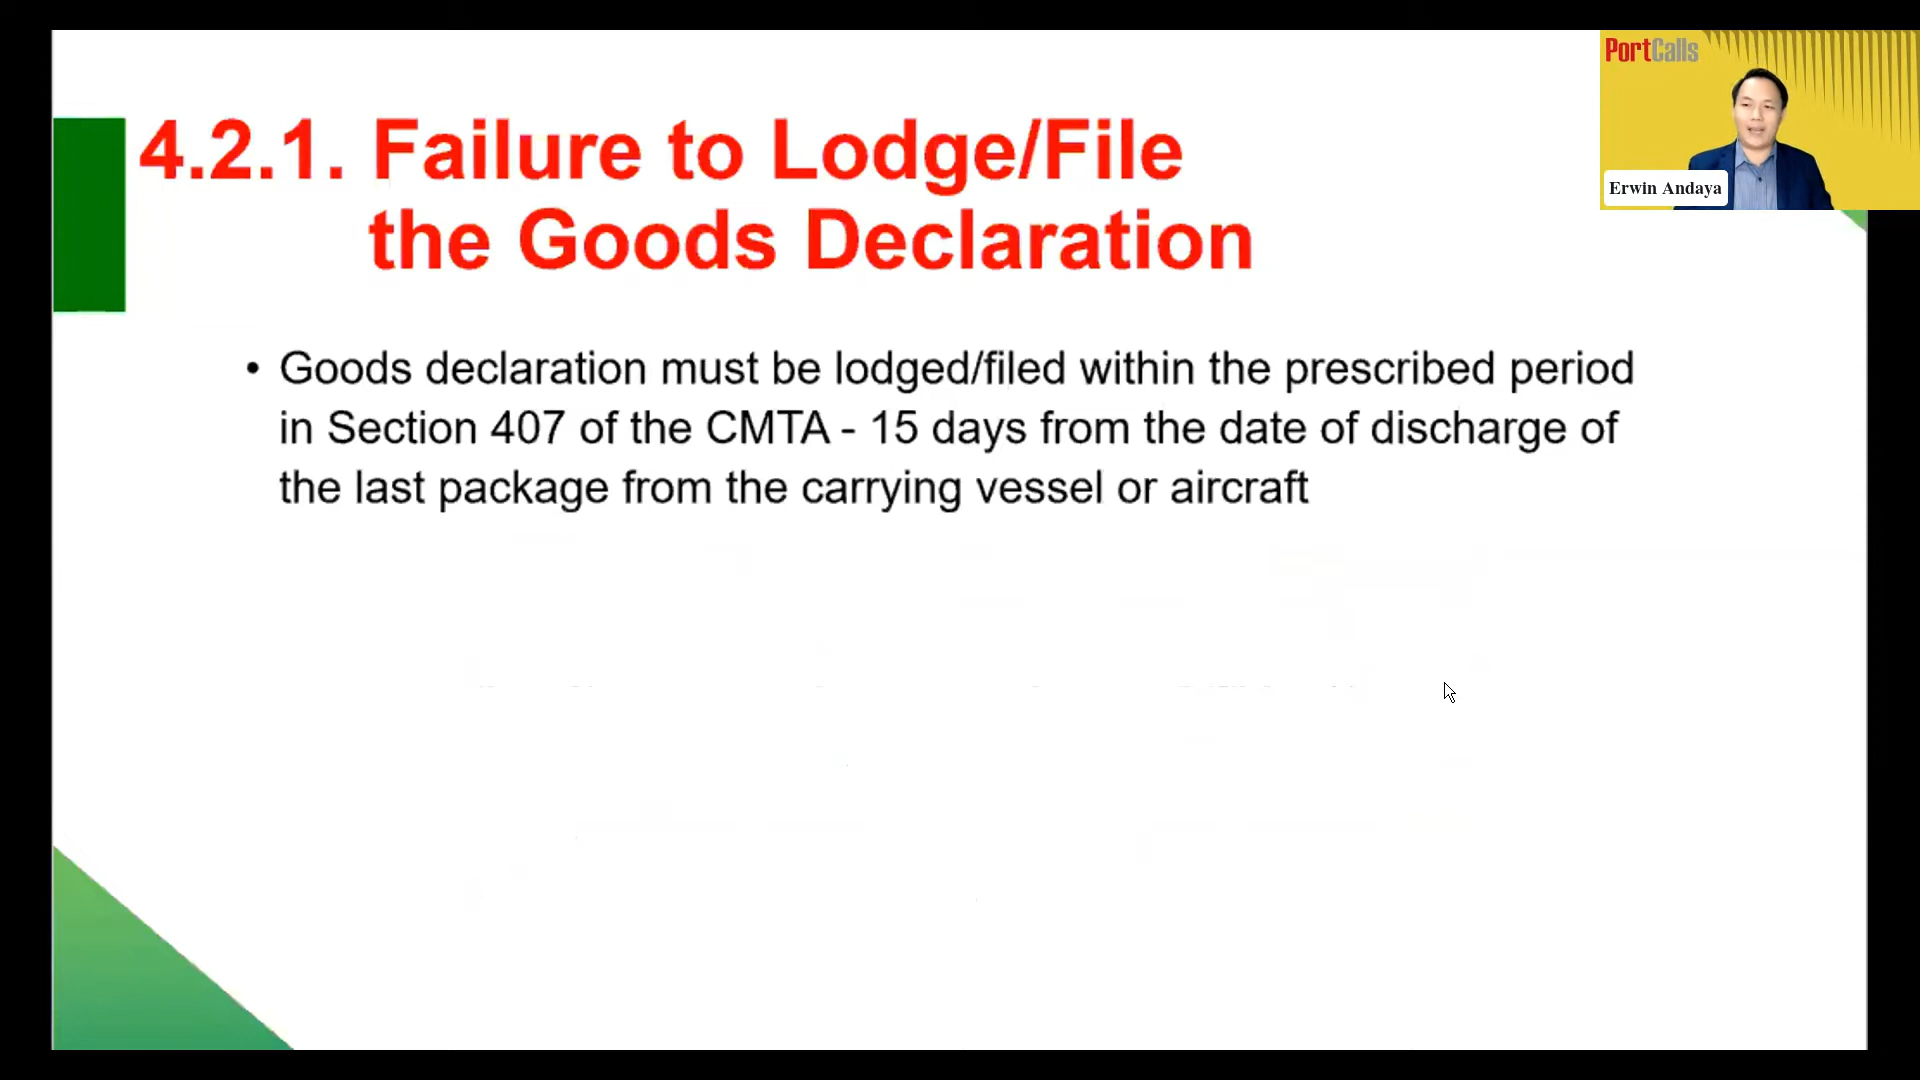 PortCalls
Erwin Andaya
4.2.1. Failure to Lodge/File
the Goods Declaration
• Goods declaration must be lodged/filed within the prescribed period
in Section 407 of the CMTA - 15 days from the date of discharge of
the last package from the carrying vessel or aircraft